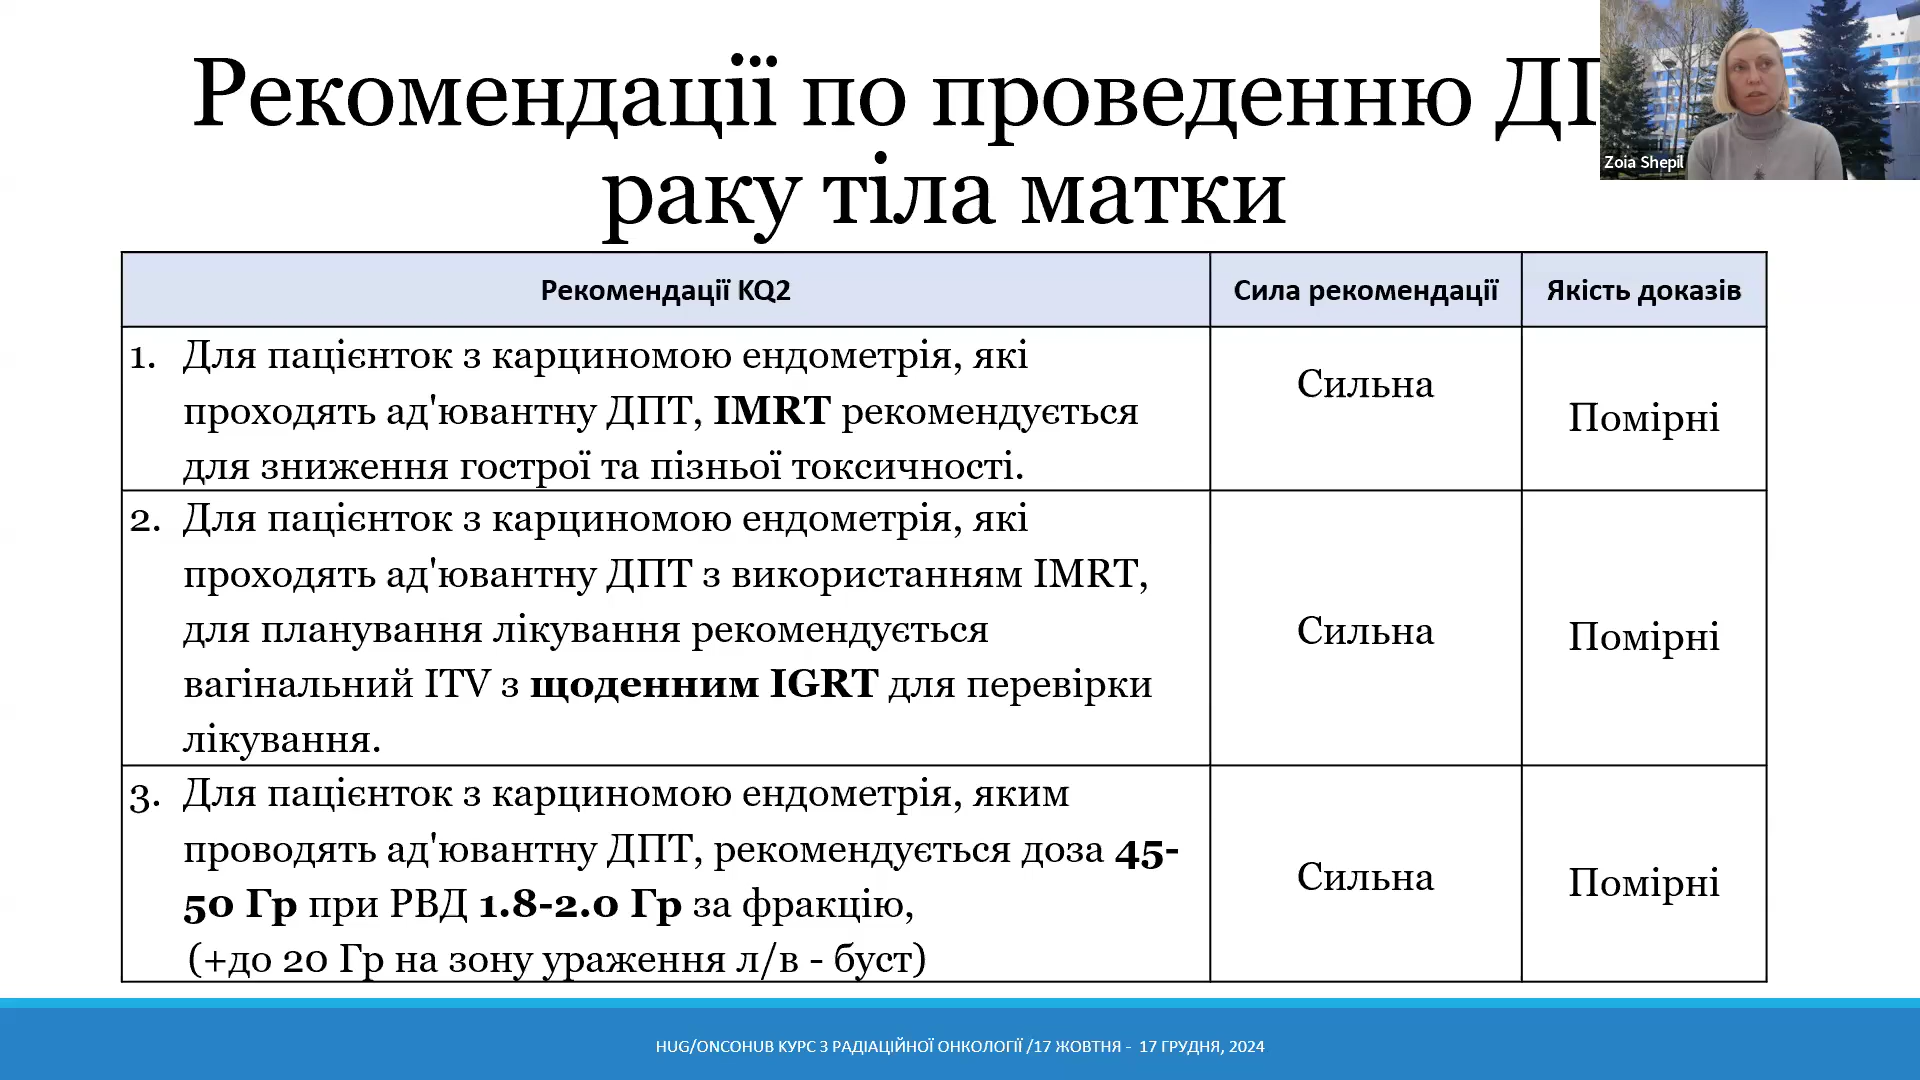 Рекомендації по проведенню
раку тіла матки
Zoia Shepil
Рекомендації KQ2
Сила рекомендації
Якість доказів
1. Для пацієнток з карциномою ендометрія, які
проходять ад'ювантну ДПТ, IMRT рекомендується
для зниження гострої та пізньої токсичності.
Сильна
Помірні
2. Для пацієнток з карциномою ендометрія, які
проходять ад'ювантну ДПТ з використанням IMRT,
для планування лікування рекомендується
вагінальний ITV з щоденним IGRT для перевірки
лікування.
Сильна
Помірні
3. Для пацієнток з карциномою ендометрія, яким
проводять ад'ювантну ДПТ, рекомендується доза 45-
50 Гр при РВД 1.8-2.0 Гр за фракцію,
(+до 20 Гр на зону ураження л/в - буст)
Сильна
Помірні
HUG/ONCOHUB КУРС З РАДІАЦІЙНОЇ ОНКОЛОГІЇ /17 ЖОВТНЯ - 17 ГРУДНЯ, 2024